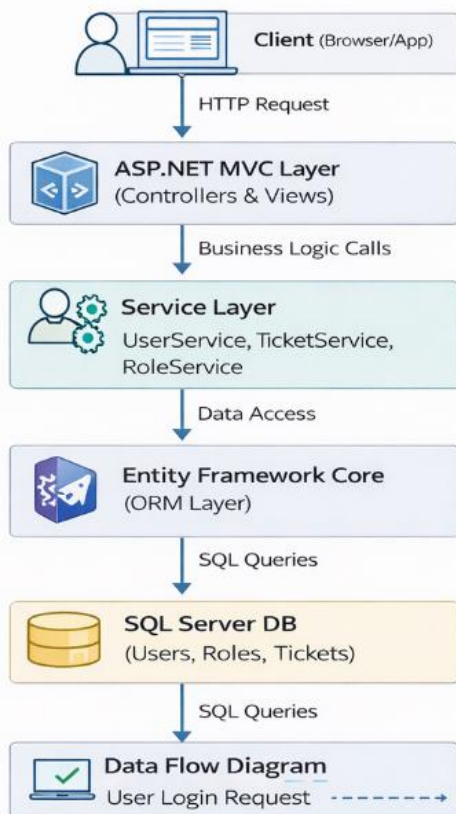 Client (Browser/App)
HTTP Request
ASP.NET MVC Layer
(Controllers & Views)
Business Logic Calls
Service Layer
UserService, TicketService,
RoleService
Data Access
Entity Framework Core
(ORM Layer)
SQL Queries
SQL Server DB
(Users, Roles, Tickets)
SQL Queries
Data Flow Diagram
User Login Request